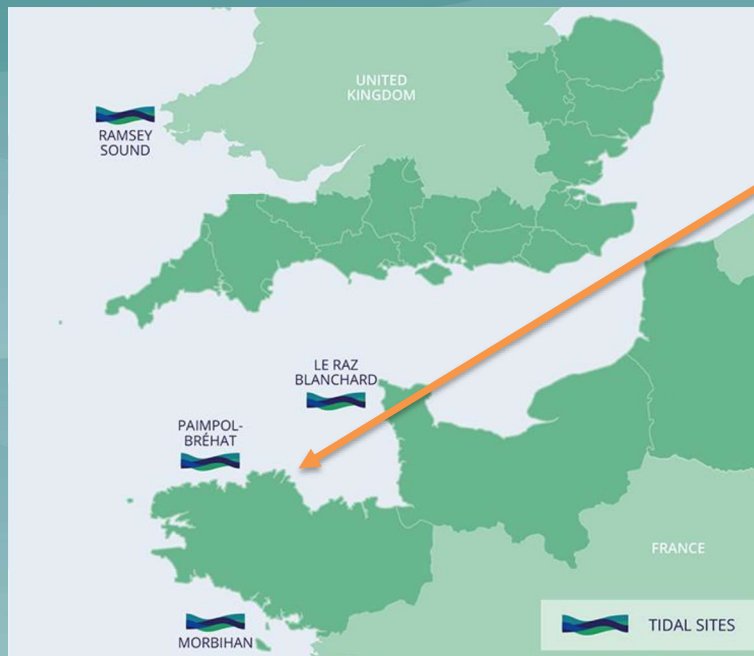 UNITED
KINGDOM
RAMSEY
SOUND
LE RAZ
BLANCHARD
PAIMPOL-
BRÉHAT
FRANCE
TIDAL SITES
MORBIHAN